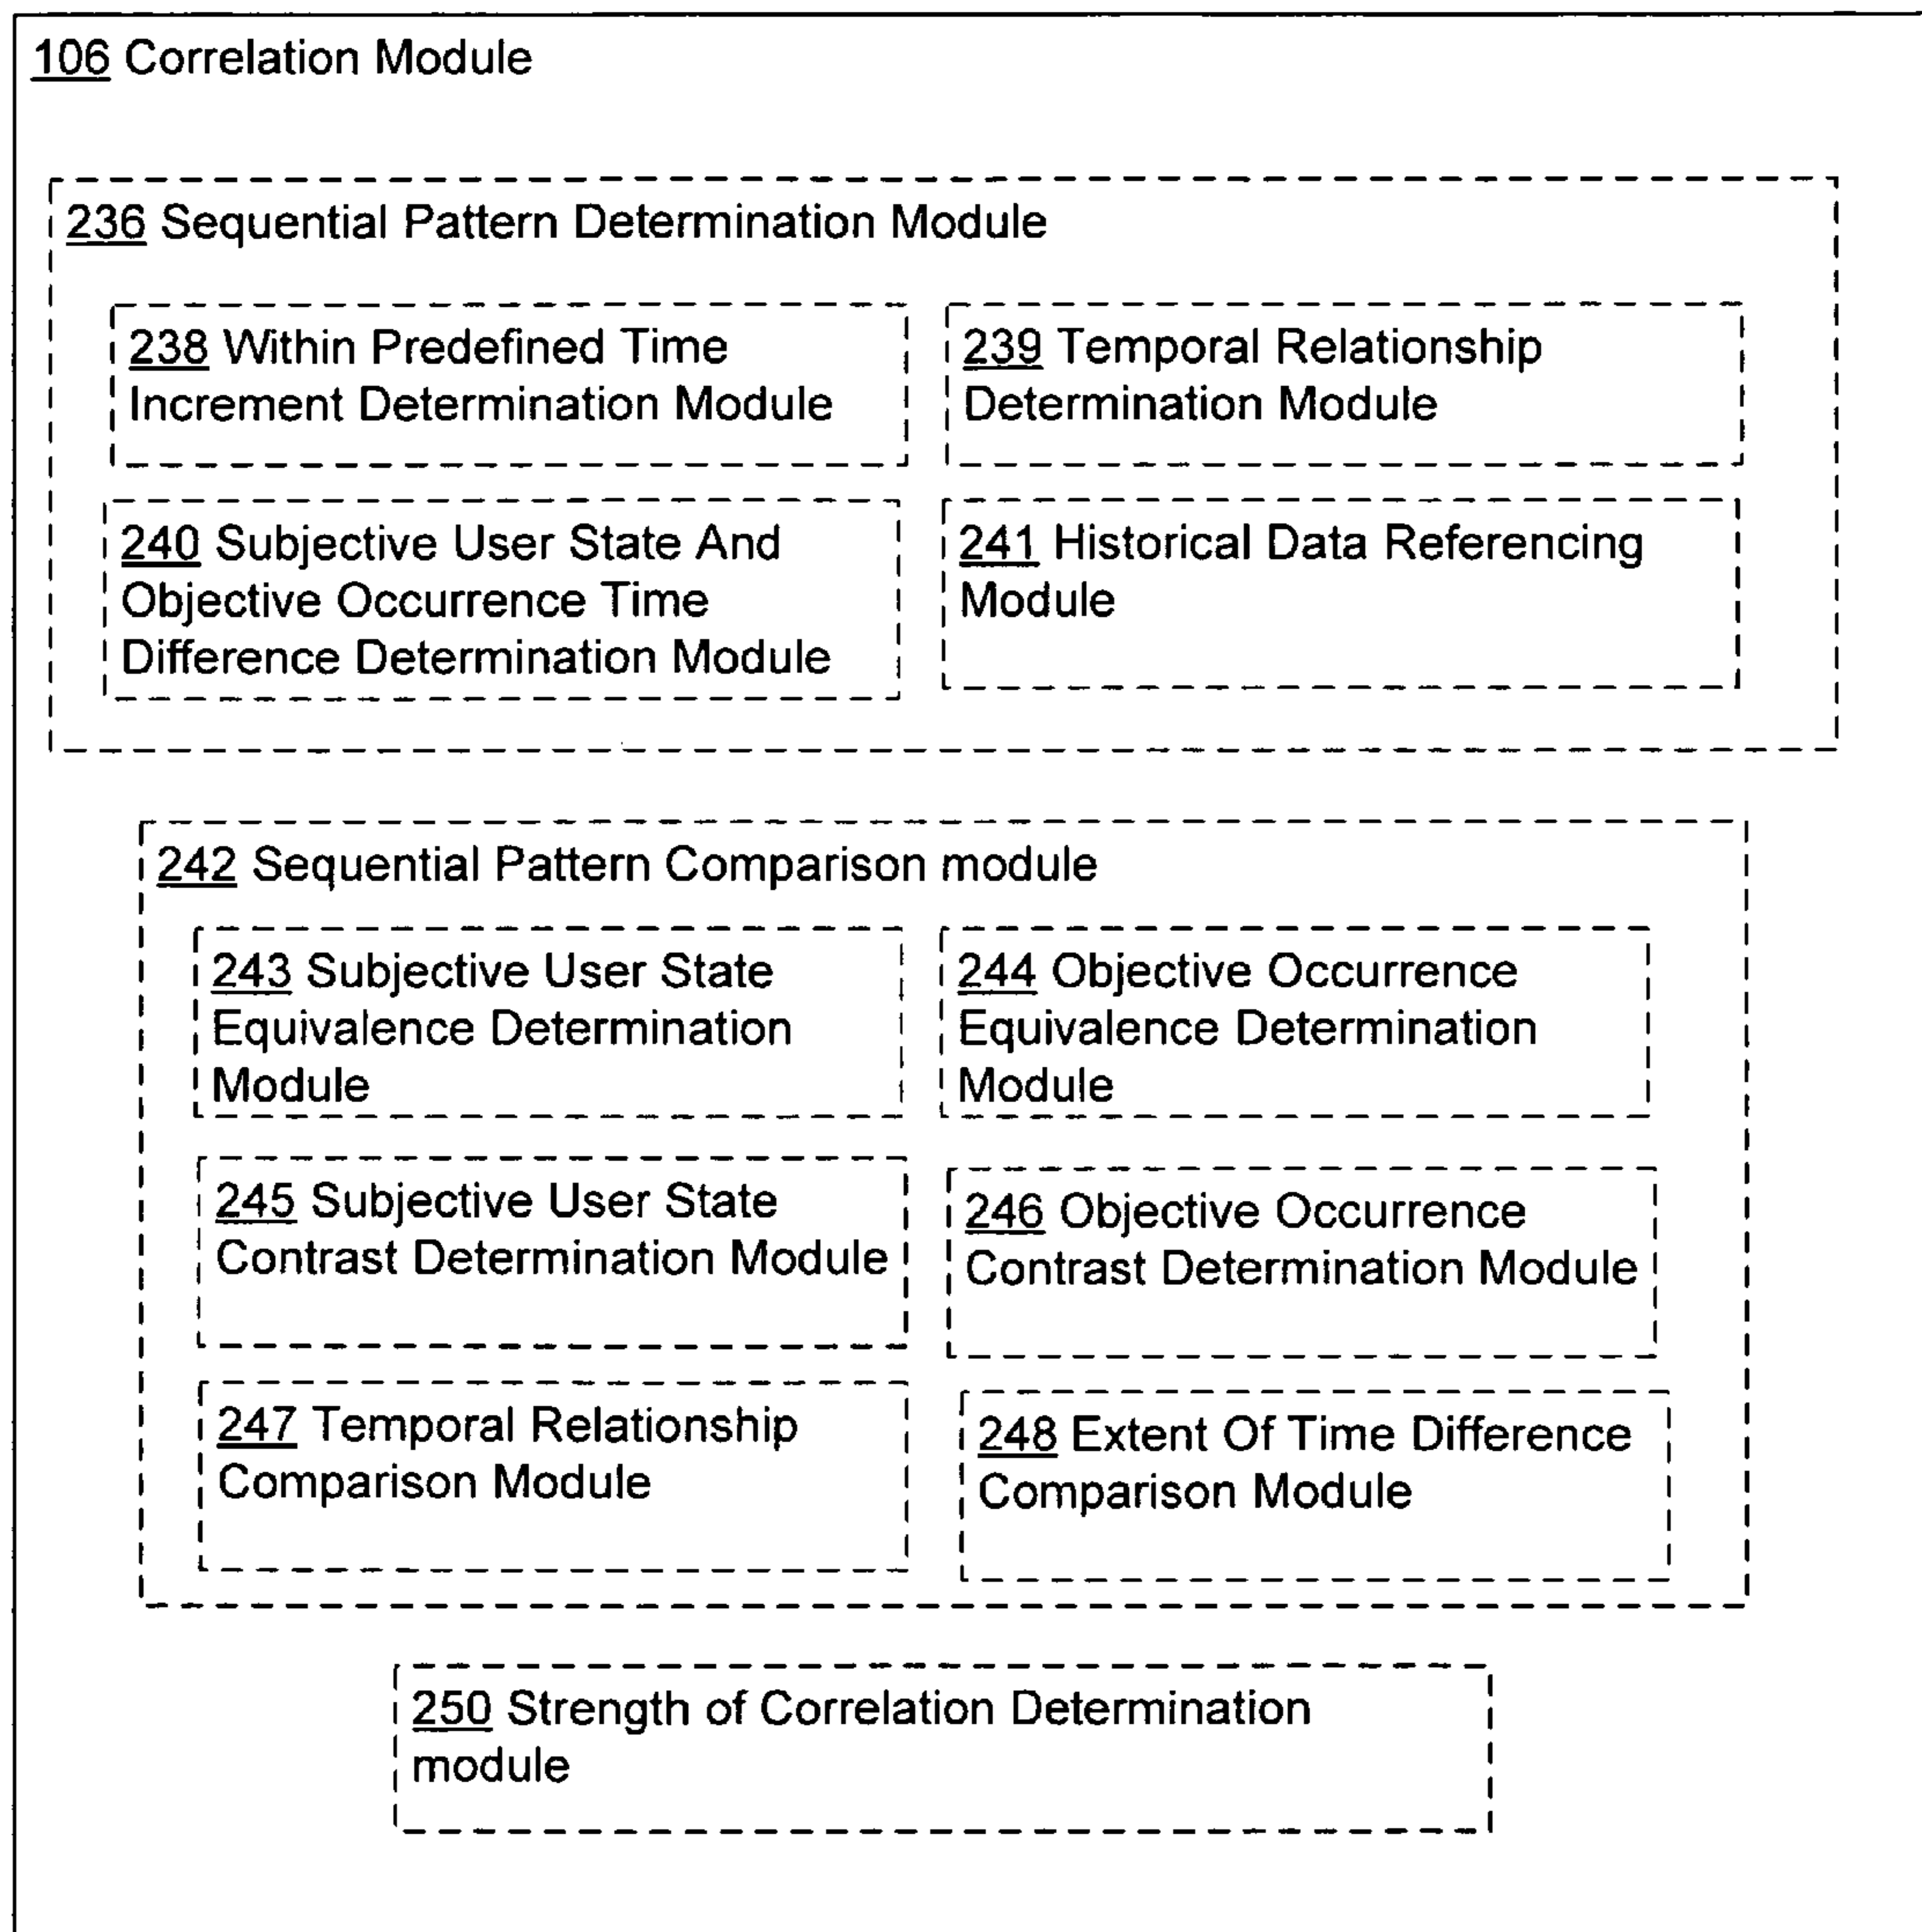 106 Correlation Module
236 Sequential Pattern Determination Module
238 Within Predefined Time
Increment Determination Module
239 Temporal Relationship
Determination Module
240 Subjective User State And
Objective Occurrence Time
Difference Determination Module
241 Historical Data Referencing
Module
242 Sequential Pattern Comparison module
243 Subjective User State
Equivalence Determination
Module
244 Objective Occurrence
Equivalence Determination
Module
245 Subjective User State
Contrast Determination Module
246 Objective Occurrence
Contrast Determination Module
247 Temporal Relationship
Comparison Module
248 Extent Of Time Difference
Comparison Module
250 Strength of Correlation Determination
module